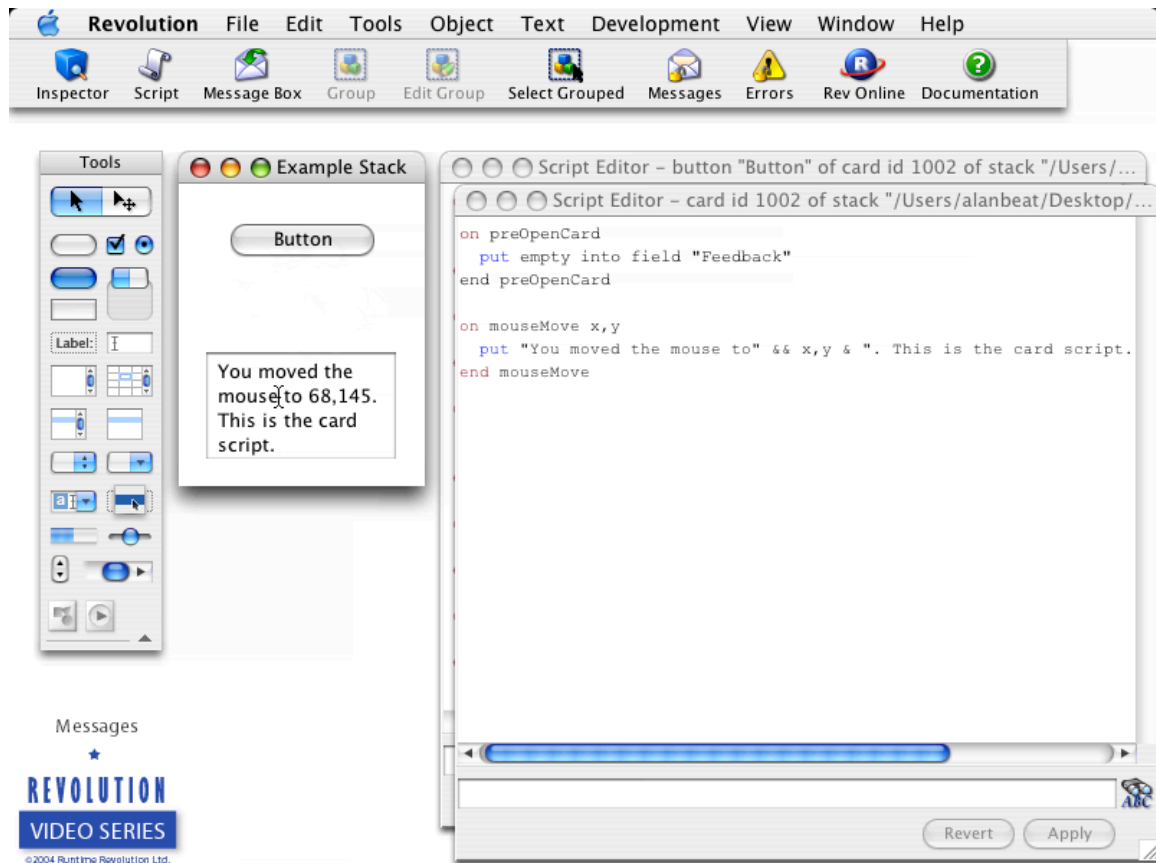 Revolution File Edit Tools Object Text Development View Window Help
Inspector Script Message Box Group Edit Group Select Grouped Messages Errors Rev Online Documentation
Tools
Label:
a
Example Stack
Button
You moved the
mouse to 68,145.
This is the card
script.
Script Editor – button "Button" of card id 1002 of stack "/Users/...
Script Editor – card id 1002 of stack "/Users/alanbeat/Desktop/...
on preOpenCard
put empty into field "Feedback"
end preOpenCard
on mouseMove x,y
put "You moved the mouse to" && x,y & ". This is the card script.
end mouseMove
ABC
Revert Apply
Messages
REVOLUTION
VIDEO SERIES
©2004 Runtime Revolution Ltd.